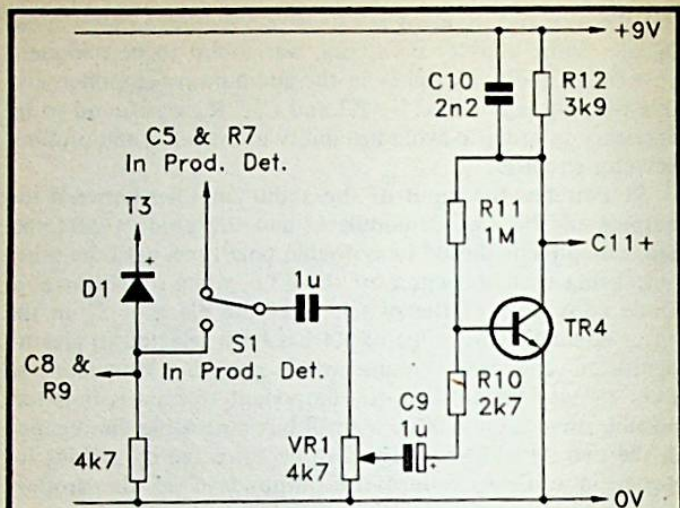 +9V
C10
2n2
R12
3k9
C5 & R7
In Prod. Det.
T3
D1
+
R11
1M
C11+
1u
TR4
S1
In Prod. Det.
C8 &
R9
R10
2k7
C9
1u
+
VR1
4k7
4k7
0V